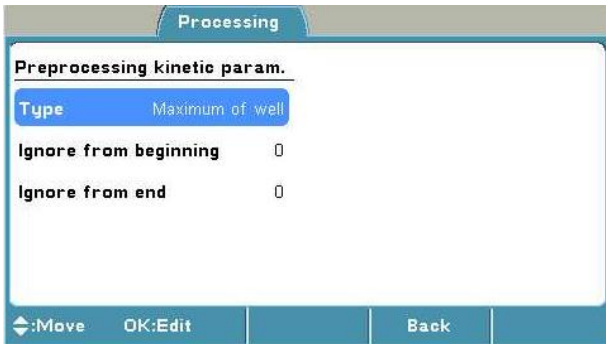 Processing
Preprocessing kinetic param.
Type Maximum of well
Ignore from beginning 0
Ignore from end 0
:Move OK:Edit Back